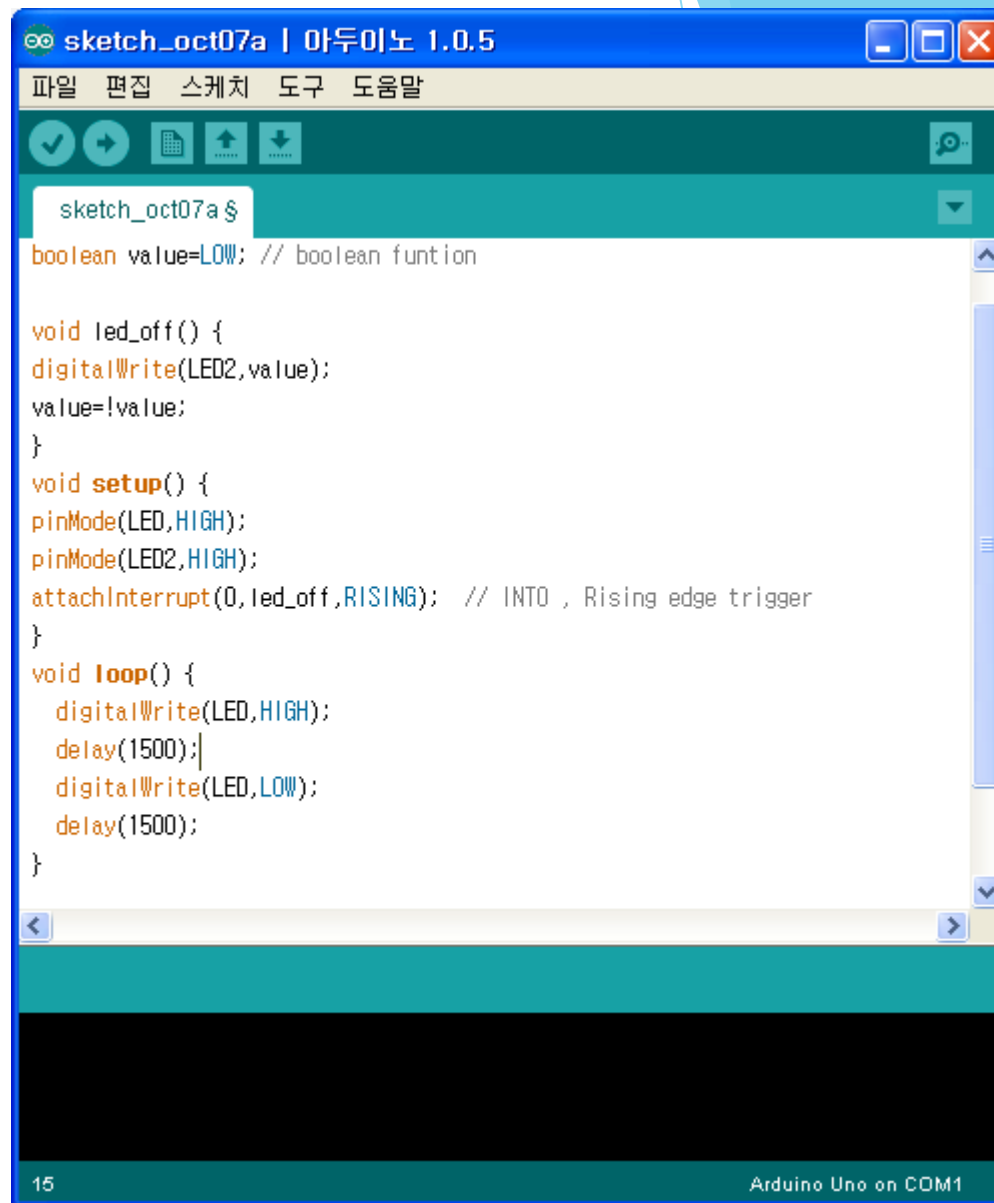 sketch_oct07a | 아두이노 1.0.5
파일 편집 스케치 도구 도움말
sketch_oct07a §
boolean value=LOW; // boolean funtion
void led_off() {
digitalWrite(LED2,value);
value=!value;
}
void setup() {
pinMode(LED,HIGH);
pinMode(LED2,HIGH);
attachInterrupt(0,led_off,RISING); // INT0 , Rising edge trigger
}
void loop() {
digitalWrite(LED,HIGH);
delay(1500);
digitalWrite(LED,LOW);
delay(1500);
}
15 Arduino Uno on COM1